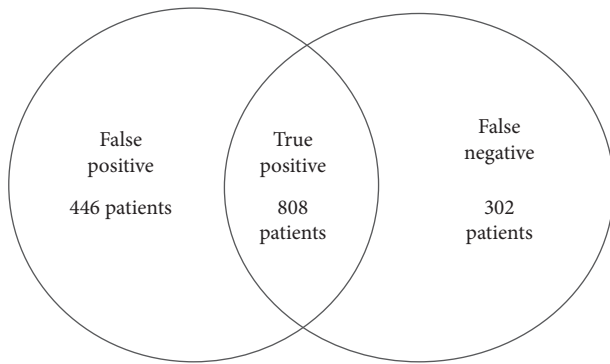 False
positive
446 patients
True
positive
808
patients
False
negative
302
patients